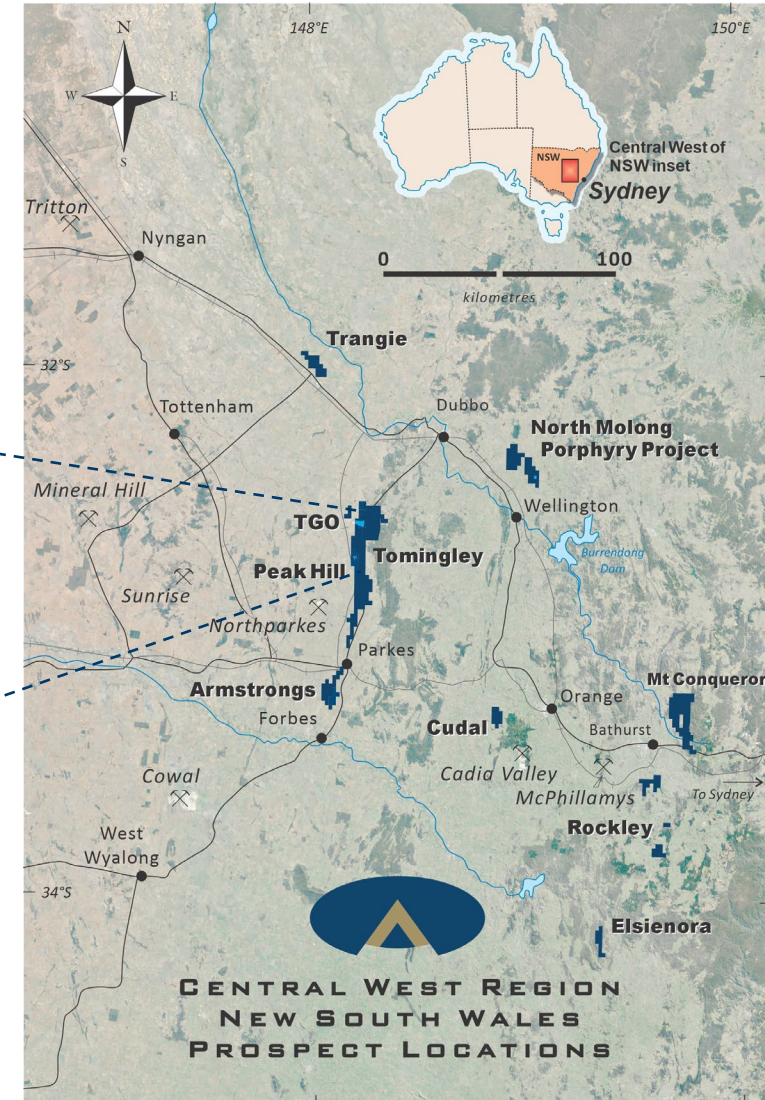 148°E
150°E
N
W
E
S
Central West of
NSW inset
NSW
Sydney
Tritton
Nyngan
0
100
kilometres
Trangie
32°S
Tottenham
Dubbo
North Molong
Porphyry Project
Mineral Hill
Wellington
TGO
Tomingley
Burrendong
Dam
Peak Hill
Sunrise
Northparkes
Parkes
Mt Conqueror
Armstrongs
Orange
Forbes
Cudal
Bathurst
Cowal
Cadia Valley
McPhillamys
To Sydney
Rockley
West
Wyalong
34°S
Elsienora
CENTRAL WEST REGION
NEW SOUTH WALES
PROSPECT LOCATIONS